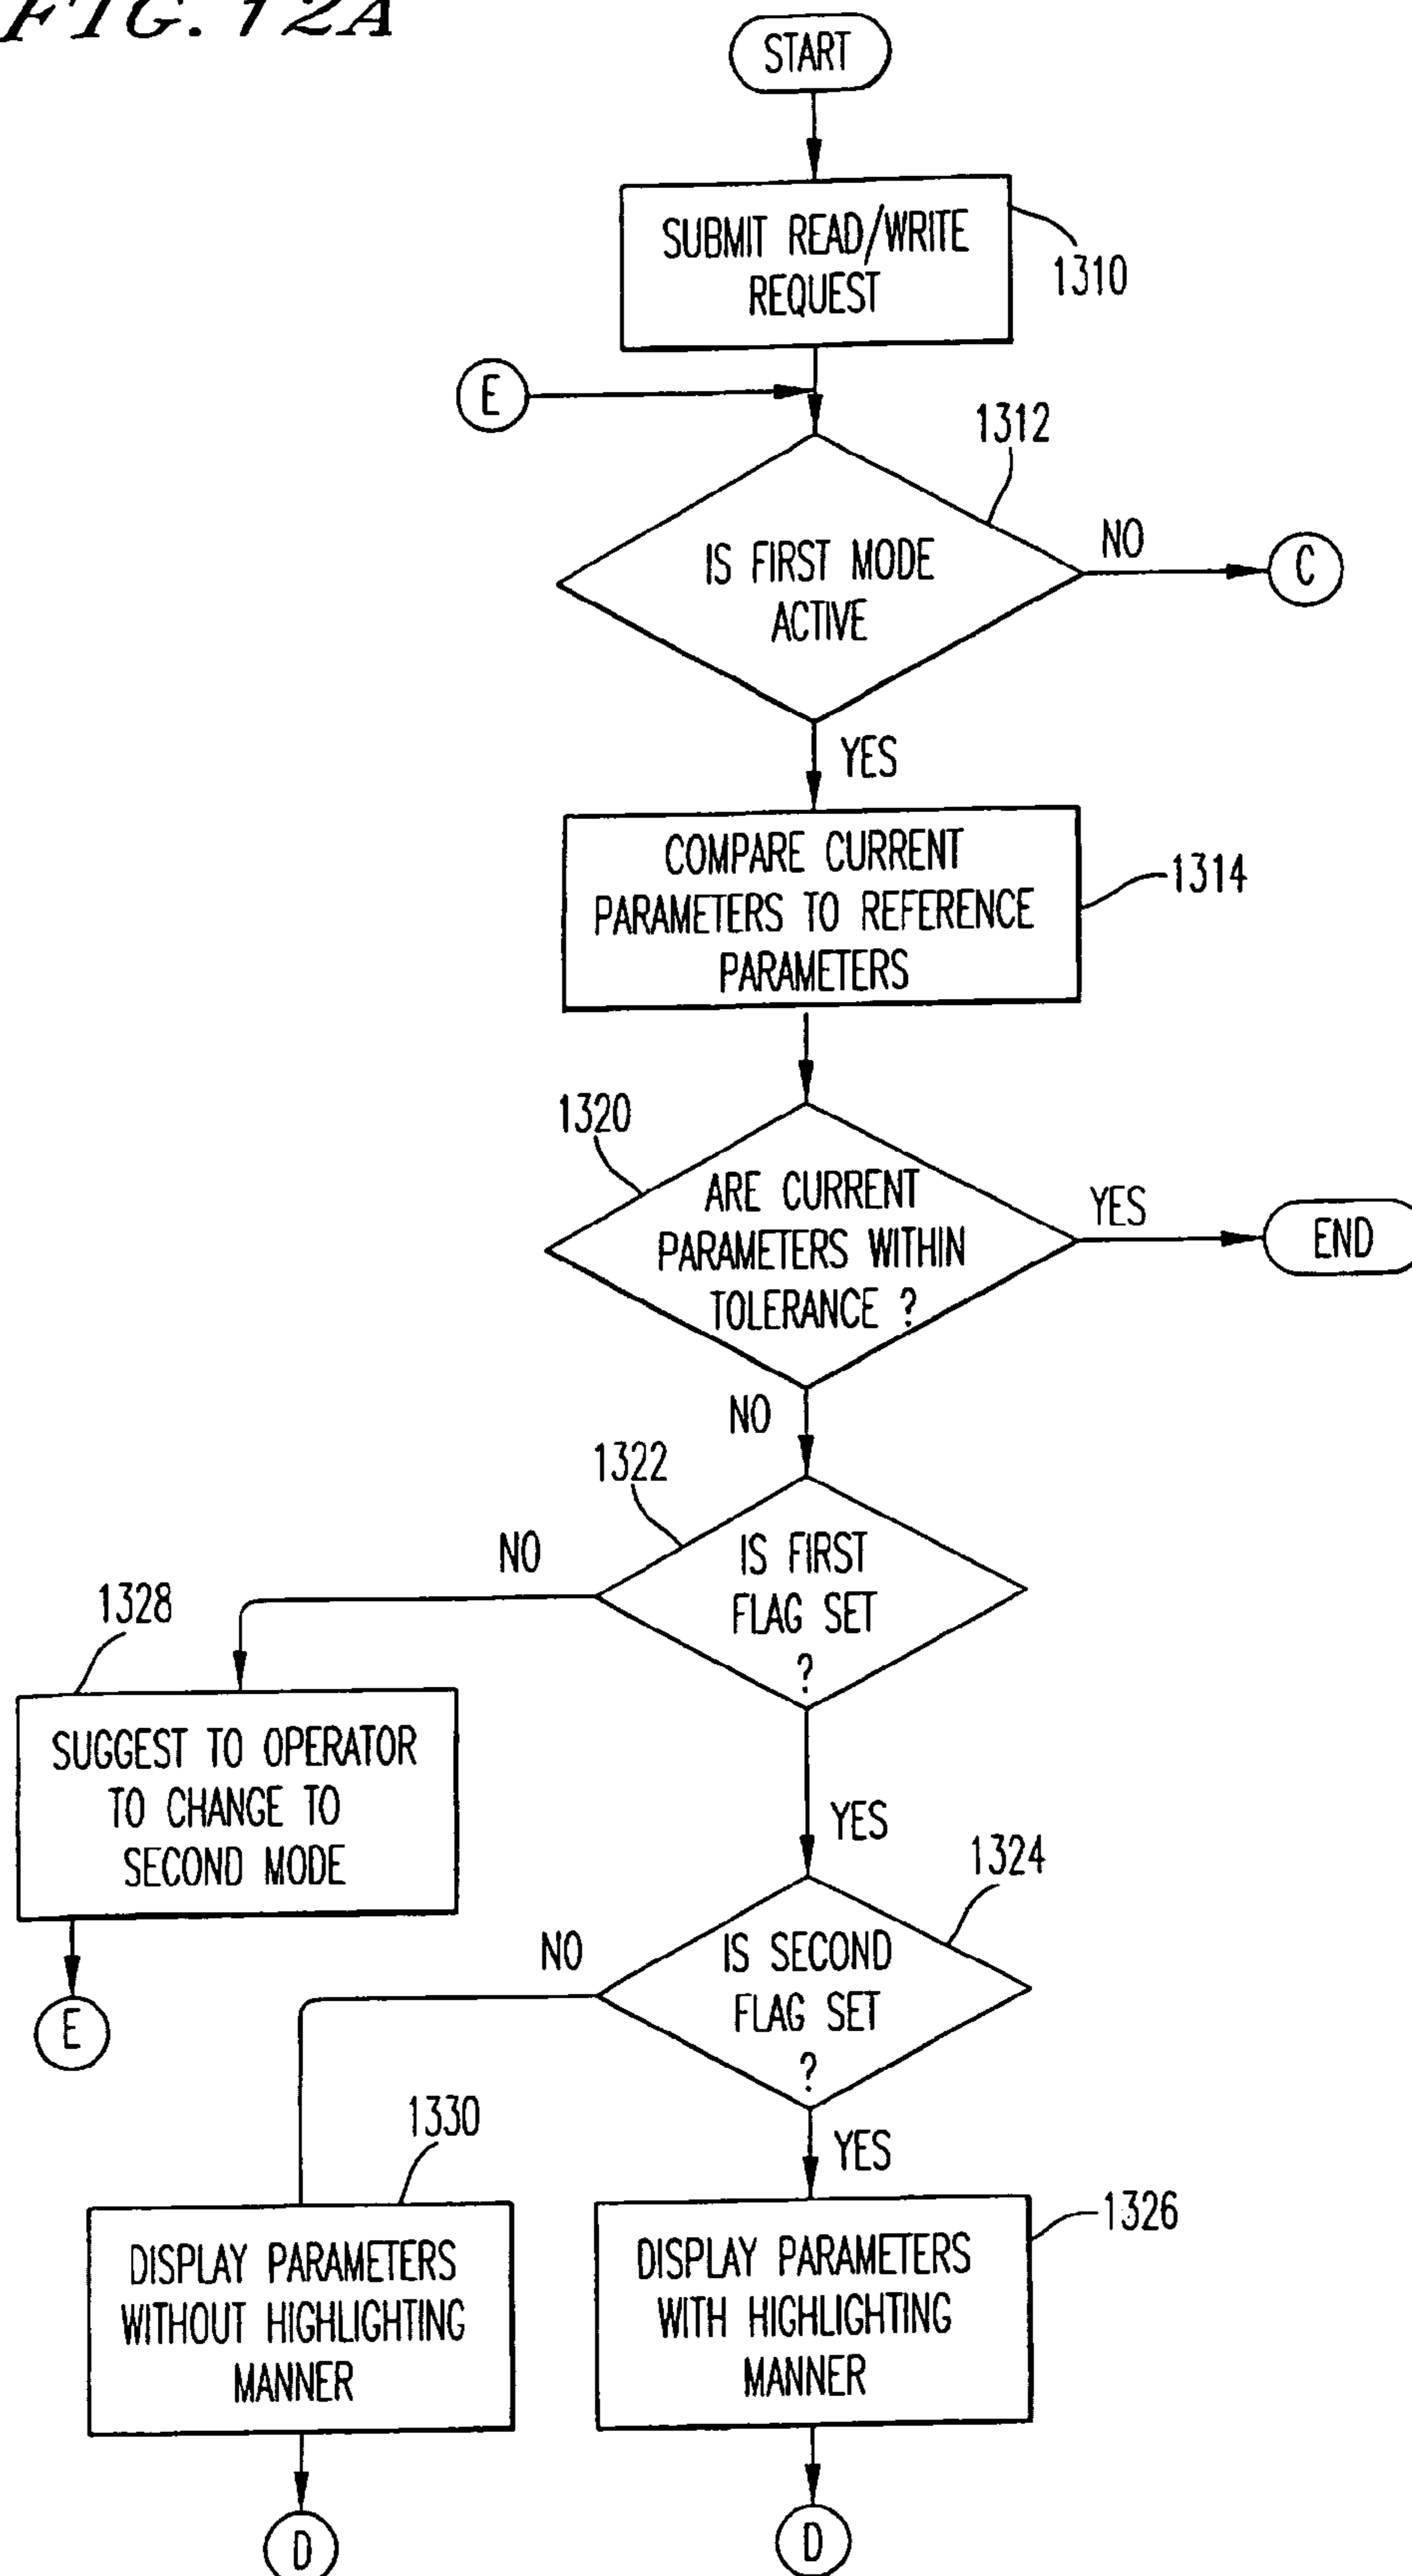 FIG. 12A
START
SUBMIT READ/WRITE
REQUEST
1310
E
1312
IS FIRST MODE
ACTIVE
NO
C
YES
COMPARE CURRENT
PARAMETERS TO REFERENCE
PARAMETERS
1314
1320
ARE CURRENT
PARAMETERS WITHIN
TOLERANCE ?
YES
END
NO
1322
IS FIRST
FLAG SET
?
NO
1328
SUGGEST TO OPERATOR
TO CHANGE TO
SECOND MODE
E
YES
1324
IS SECOND
FLAG SET
?
NO
1330
YES
DISPLAY PARAMETERS
WITHOUT HIGHLIGHTING
MANNER
D
1326
DISPLAY PARAMETERS
WITH HIGHLIGHTING
MANNER
D